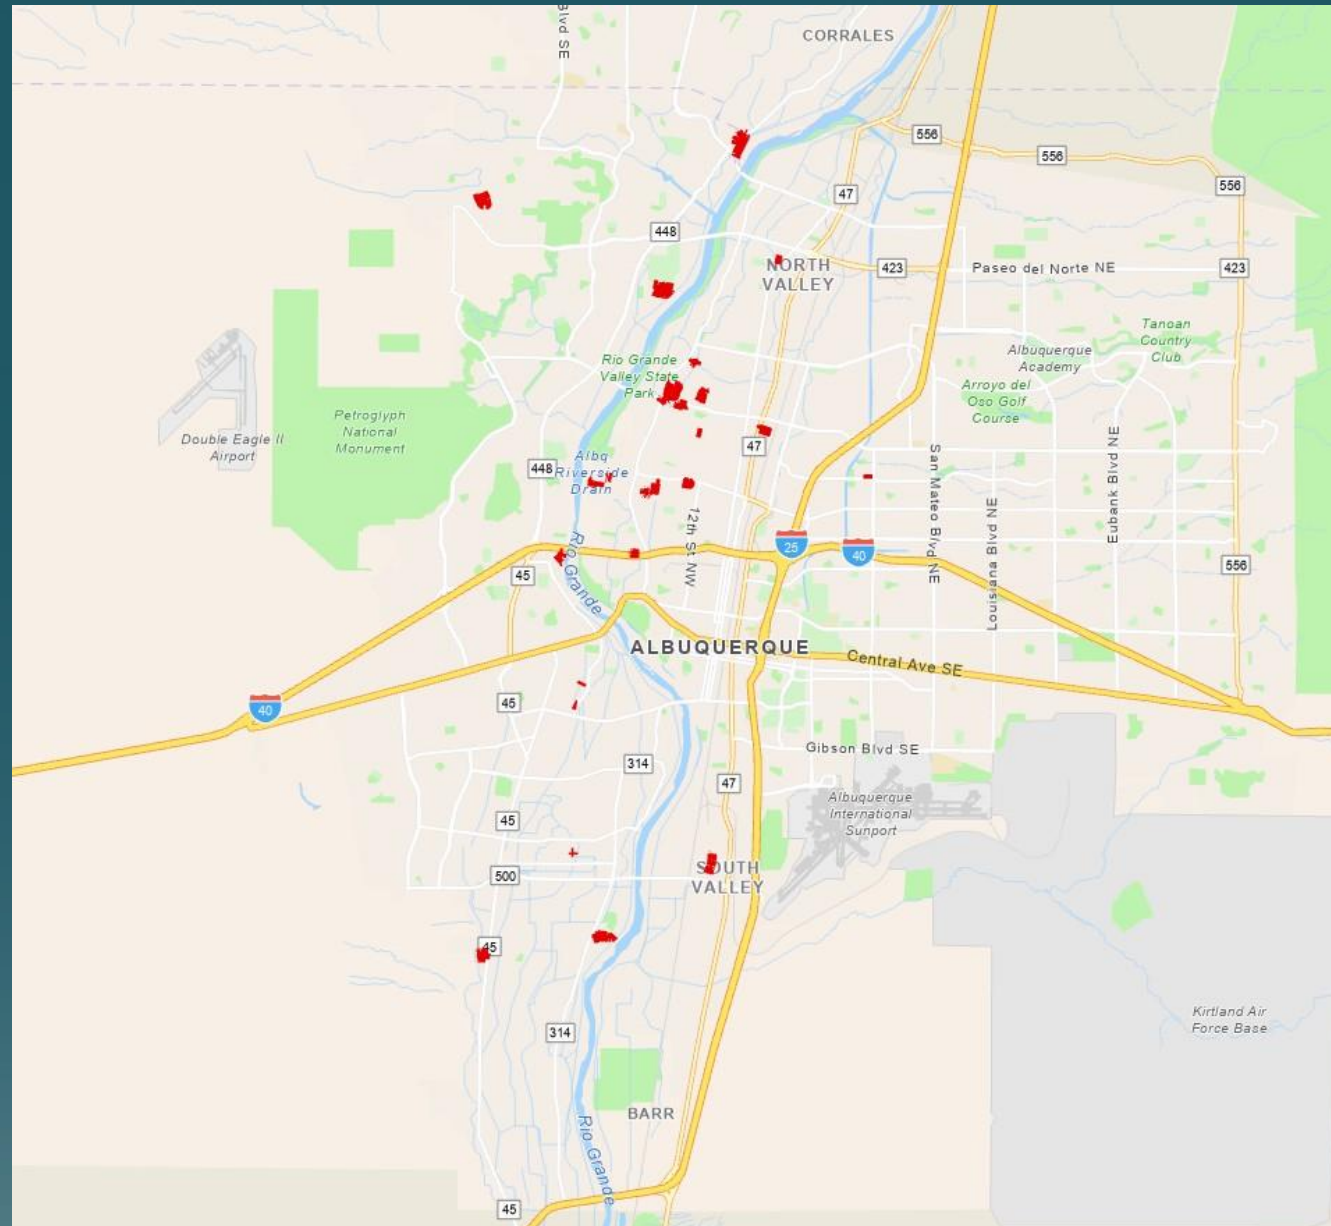 Blvd SE
CORRALES
556
556
556
47
448
NORTH
VALLEY
423
Paseo del Norte NE
423
Tanoan
Country
Club
Albuquerque
Academy
Rio Grande
Valley State
Park
Arroyo del
Oso Golf
Course
Petroglyph
National
Monument
Double Eagle II
Airport
47
448
Albq
Riverside
Drain
San Mateo Blvd NE
Eubank Blvd NE
Louisiana Blvd NE
12th St NW
25
40
Rio Grande
45
556
ALBUQUERQUE
Central Ave SE
40
45
Gibson Blvd SE
314
47
Albuquerque
International
Sunport
45
SOUTH
VALLEY
500
45
Kirtland Air
Force Base
314
BARR
Rio Grande
45